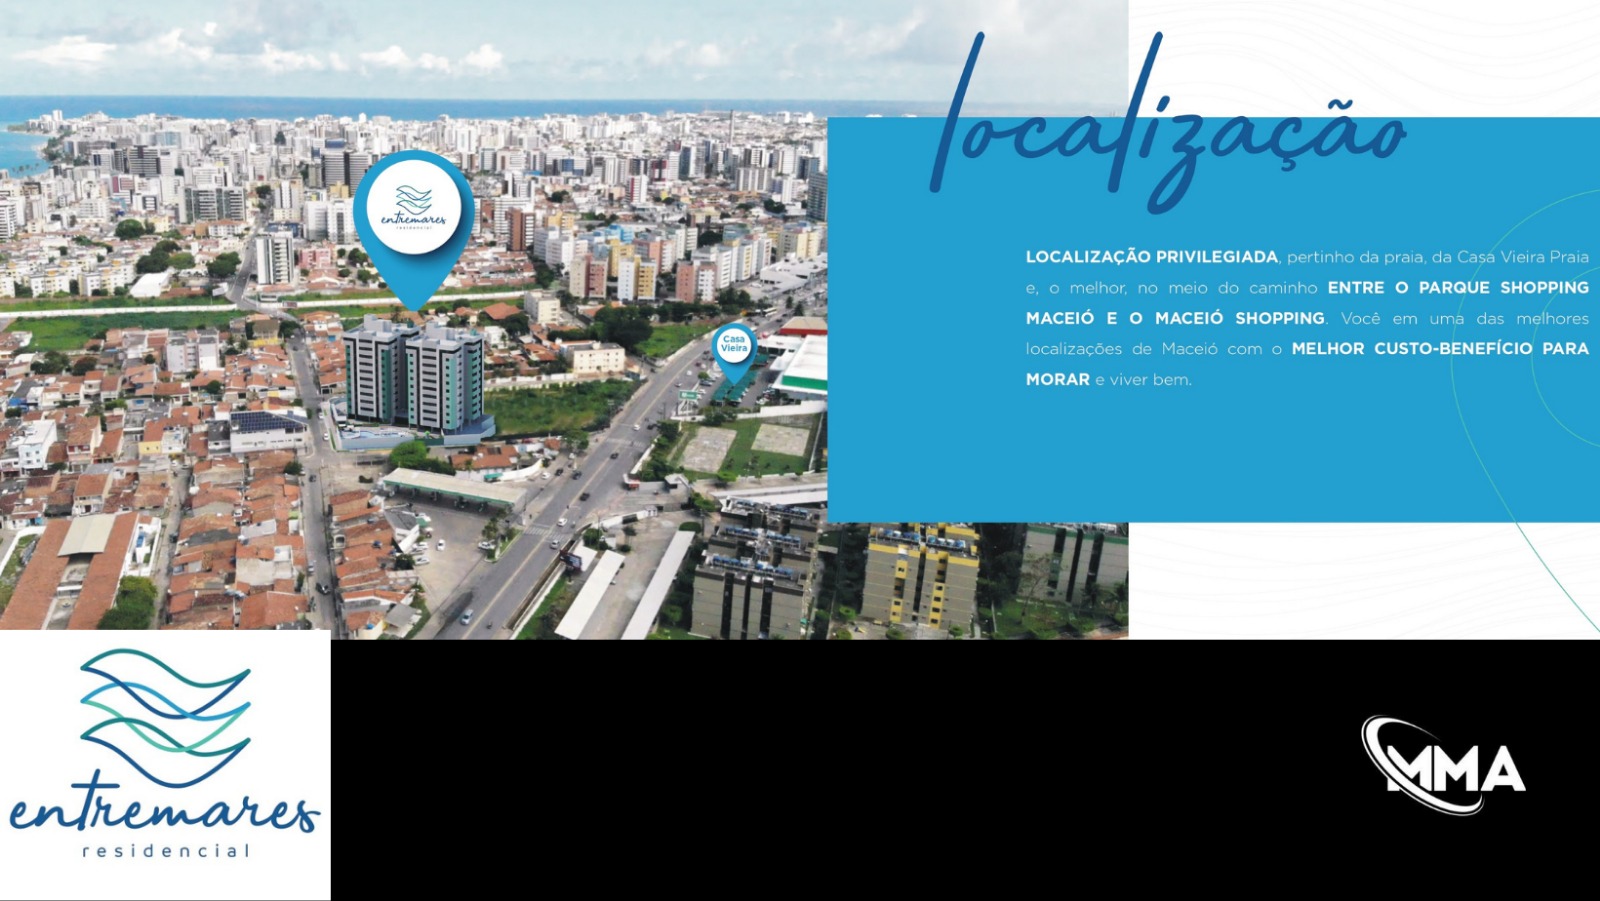 localização
LOCALIZAÇÃO PRIVILEGIADA, pertinho da praia, da Casa Vieira Praia
e, o melhor, no meio do caminho ENTRE O PARQUE SHOPPING
MACEIÓ E O MACEIÓ SHOPPING. Você em uma das melhores
localizações de Maceió com o MELHOR CUSTO-BENEFÍCIO PARA
MORAR e viver bem.
entremares
residencial
Casa
Vieira
entremares
residencial
MMA